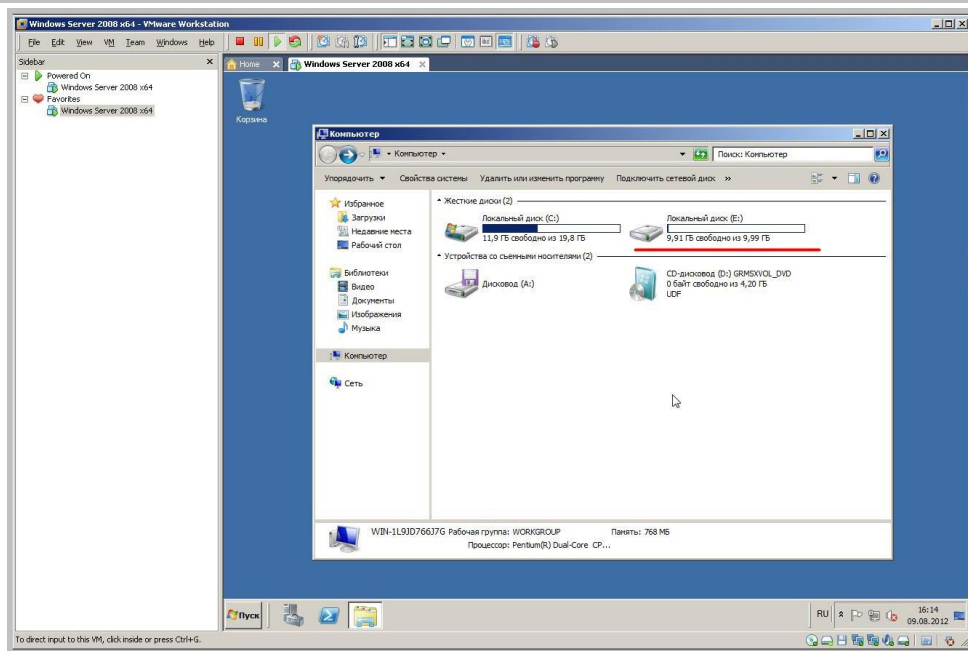 Windows Server 2008 x64 - VMware Workstation
File Edit View VM Team Windows Help
Sidebar
Powered On
Windows Server 2008 x64
Favorites
Windows Server 2008 x64
Home
Windows Server 2008 x64
Корзина
Компьютер
Компьютер
Поиск: Компьютер
Упорядочить
Свойства системы
Удалить или изменить программу
Подключить сетевой диск
»
Избранное
Загрузки
Недавние места
Рабочий стол
Библиотеки
Видео
Документы
Изображения
Музыка
Компьютер
Сеть
Жесткие диски (2)
Локальный диск (C:)
11,9 ГБ свободно из 19,8 ГБ
Локальный диск (E:)
9,91 ГБ свободно из 9,99 ГБ
Устройства со съемными носителями (2)
Дисковод (A:)
CD-дисковод (D:) GRMSXVOL_DVD
0 байт свободно из 4,20 ГБ
UDF
WIN-1L9JD766J7G Рабочая группа: WORKGROUP Память: 768 МБ
Процессор: Pentium(R) Dual-Core CP...
Пуск
RU
16:14
09.08.2012
To direct input to this VM, click inside or press Ctrl+G.